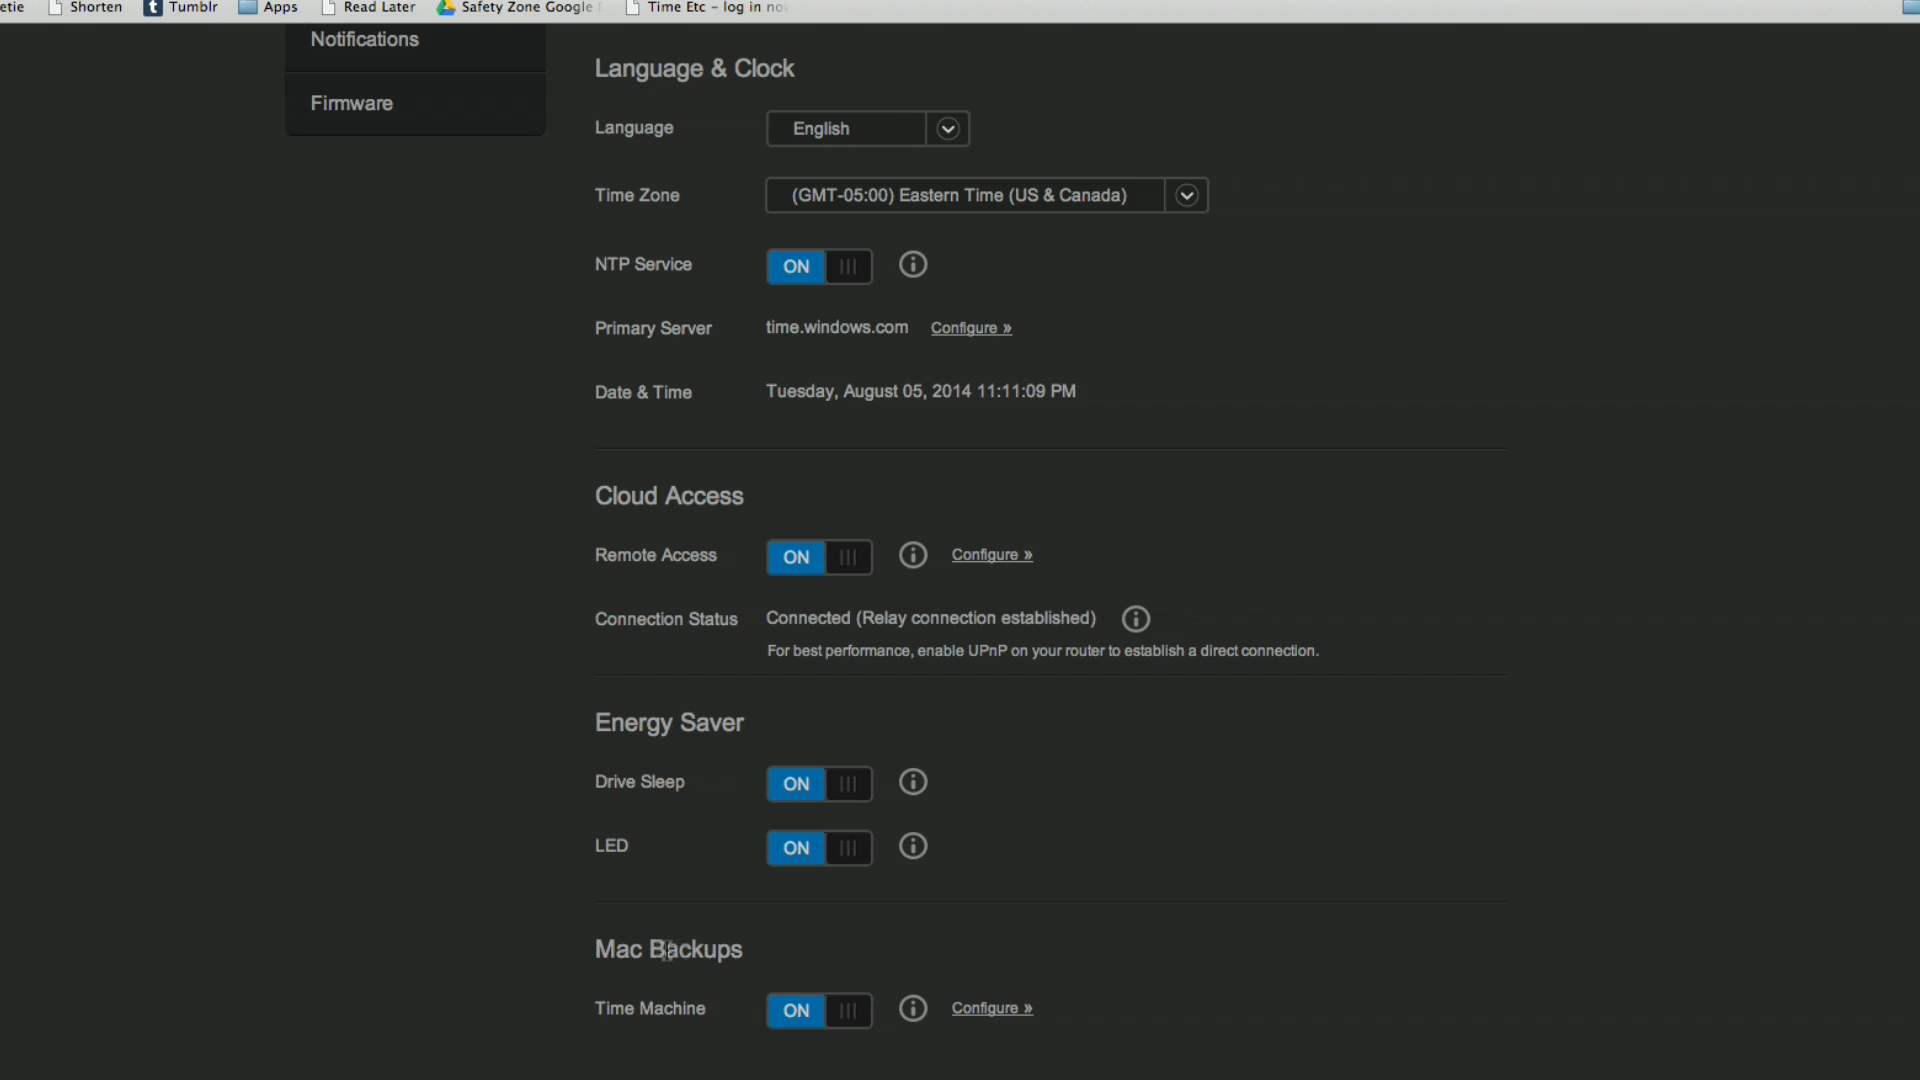 etie Shorten Tumblr Apps Read Later Safety Zone Google Time Etc – log in no
Notifications
Firmware
Language & Clock
Language English
Time Zone (GMT-05:00) Eastern Time (US & Canada)
NTP Service ON
Primary Server time.windows.com Configure »
Date & Time Tuesday, August 05, 2014 11:11:09 PM
Cloud Access
Remote Access ON Configure »
Connection Status Connected (Relay connection established)
For best performance, enable UPnP on your router to establish a direct connection.
Energy Saver
Drive Sleep ON
LED ON
Mac Backups
Time Machine ON Configure »